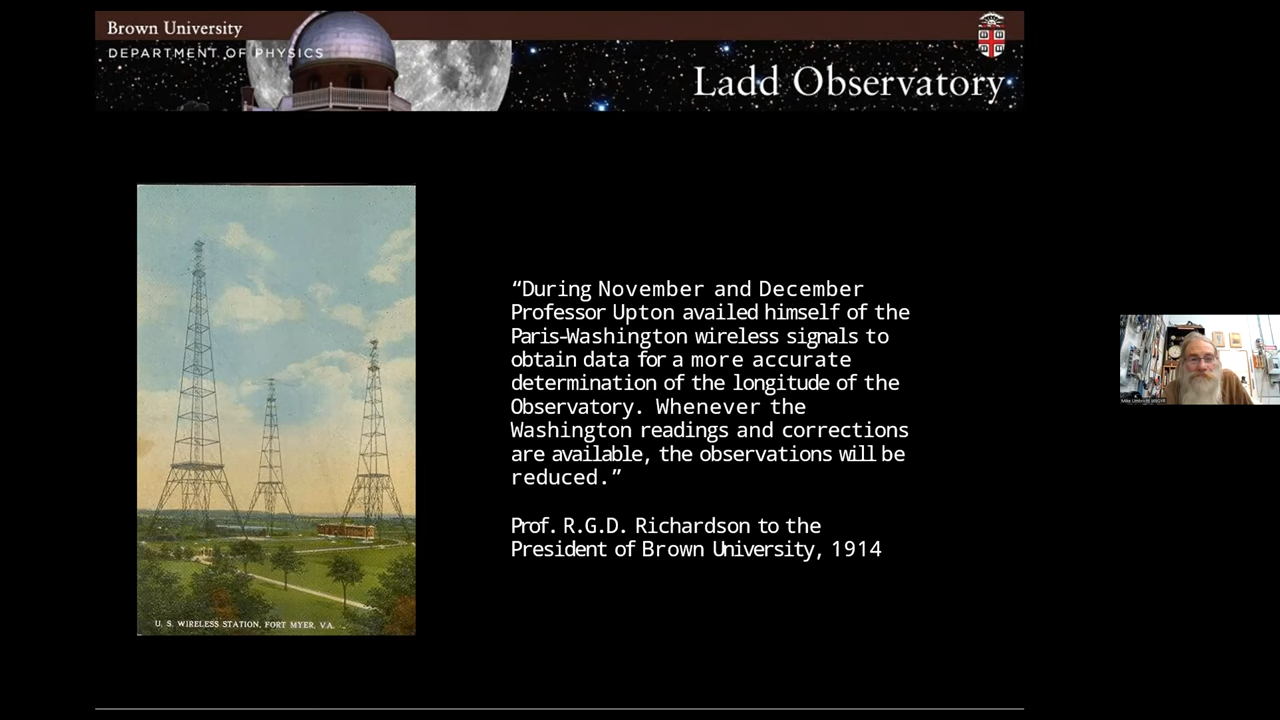 Brown University
DEPARTMENT OF PHYSICS
Ladd Observatory
“During November and December
Professor Upton availed himself of the
Paris-Washington wireless signals to
obtain data for a more accurate
determination of the longitude of the
Observatory. Whenever the
Washington readings and corrections
are available, the observations will be
reduced.”
Prof. R.G.D. Richardson to the
President of Brown University, 1914
U. S. WIRELESS STATION, FORT MYER, VA.